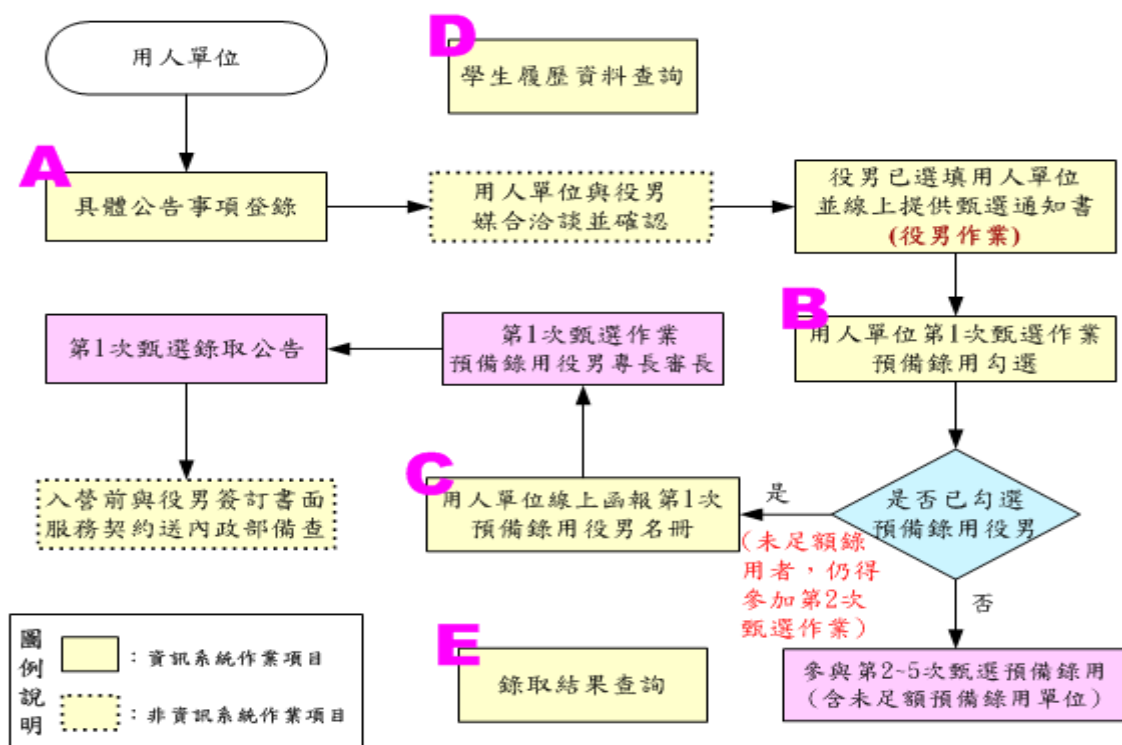 用人單位
D
學生履歷資料查詢
A
具體公告事項登錄
用人單位與役男
媒合洽談並確認
役男已選填用人單位
並線上提供甄選通知書
(役男作業)
B
用人單位第1次甄選作業
預備錄用勾選
第1次甄選作業
預備錄用役男專長審長
第1次甄選錄取公告
是否已勾選
預備錄用役男
是
(未足額錄
用者，仍得
參加第2次
甄選作業)
否
C
用人單位線上函報第1次
預備錄用役男名冊
入營前與役男簽訂書面
服務契約送內政部備查
參與第2~5次甄選預備錄用
(含未足額預備錄用單位)
E
錄取結果查詢
圖例說明
：資訊系統作業項目
：非資訊系統作業項目